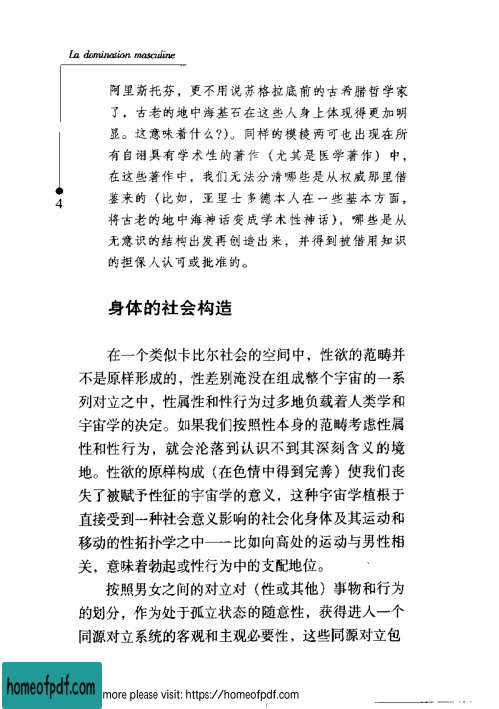 La domination masculine
阿里斯托芬，更不用说苏格拉底前的古希腊哲学家
了，古老的地中海基石在这些人身上体现得更加明
显。这意味着什么?)。同样的模棱两可也出现在所
有自诩具有学术性的著作（尤其是医学著作）中，
在这些著作中，我们无法分清哪些是从权威那里借
鉴来的（比如，亚里士多德本人在一些基本方面，
将古老的地中海神话变成学术性神话），哪些是从
无意识的结构出发再创造出来，并得到被借用知识
的担保人认可或批准的。
4
身体的社会构造
在一个类似卡比尔社会的空间中，性欲的范畴并
不是原样形成的，性差别淹没在组成整个宇宙的一系
列对立之中，性属性和性行为过多地负载着人类学和
宇宙学的决定。如果我们按照性本身的范畴考虑性属
性和性行为，就会沦落到认识不到其深刻含义的境
地。性欲的原样构成（在色情中得到完善）使我们丧
失了被赋予性征的宇宙学的意义，这种宇宙学植根于
直接受到一种社会意义影响的社会化身体及其运动和
移动的性拓扑学之中——比如向高处的运动与男性相
关，意味着勃起或性行为中的支配地位。
按照男女之间的对立对（性或其他）事物和行为
的划分，作为处于孤立状态的随意性，获得进入一个
同源对立系统的客观和主观必要性，这些同源对立包
homeofpdf.com
more please visit: https://homeofpdf.com